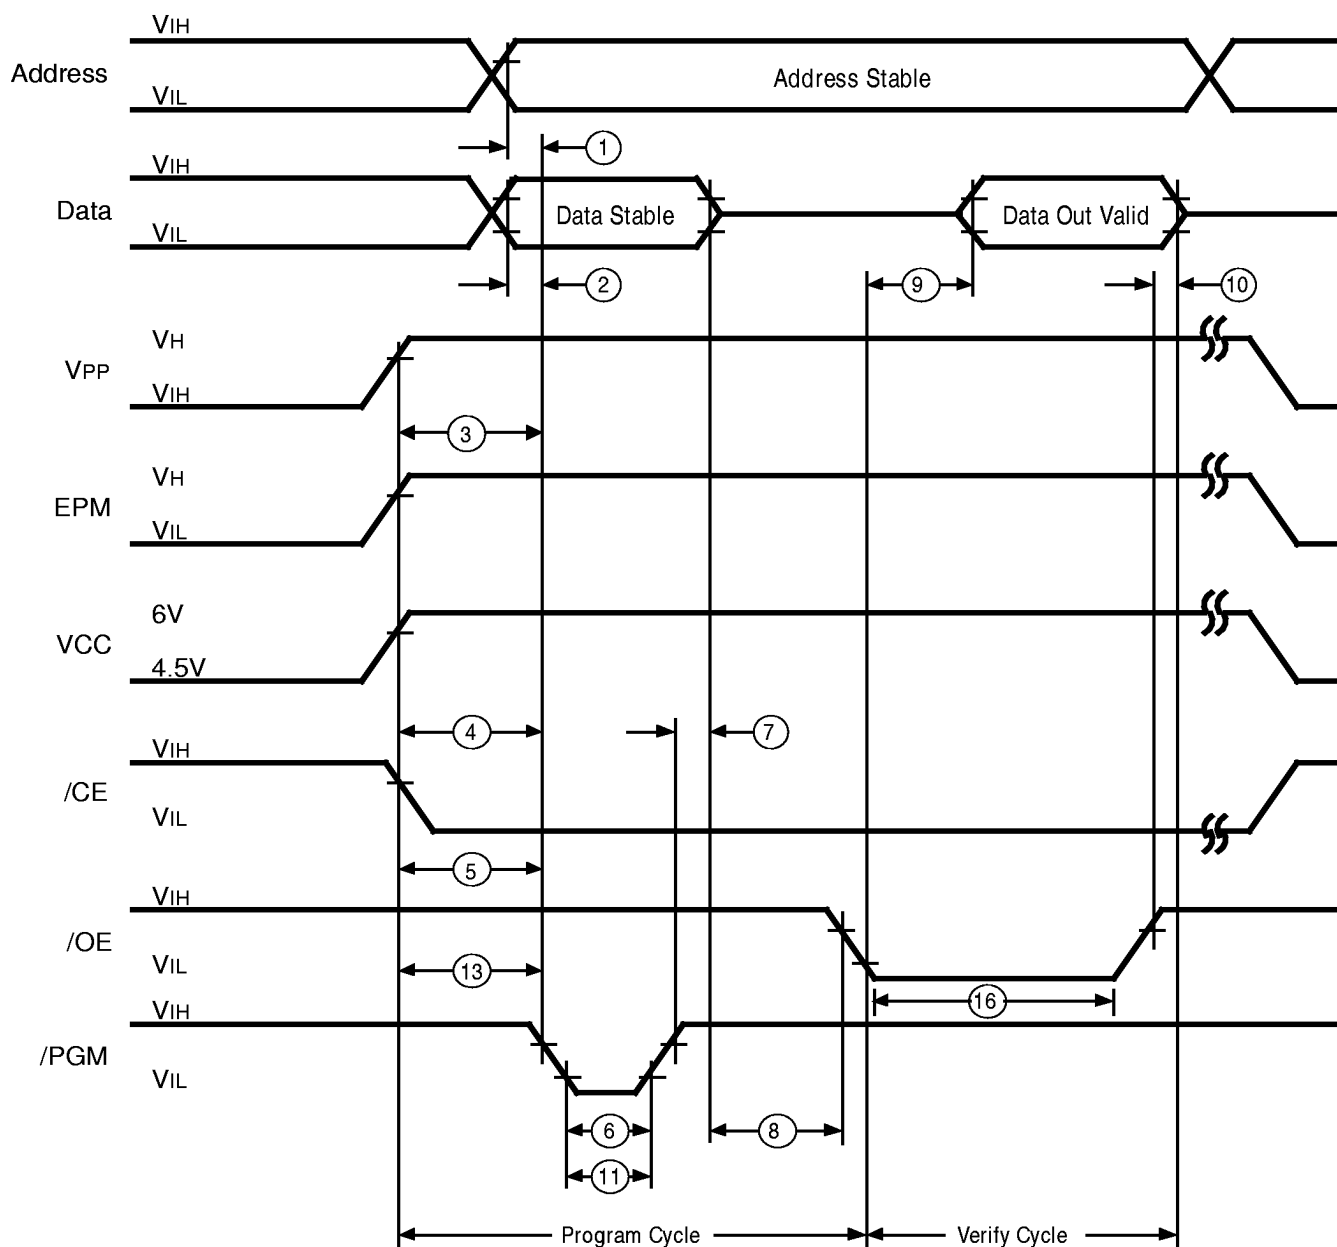 VIH
Address
Address Stable
VIL
1
VIH
Data
Data Stable
Data Out Valid
VIL
2
9
10
VH
VPP
VIH
3
VH
EPM
VIL
6V
VCC
4.5V
4
7
VIH
/CE
VIL
5
VIH
/OE
VIL
13
16
VIH
/PGM
VIL
6
8
11
Program Cycle
Verify Cycle